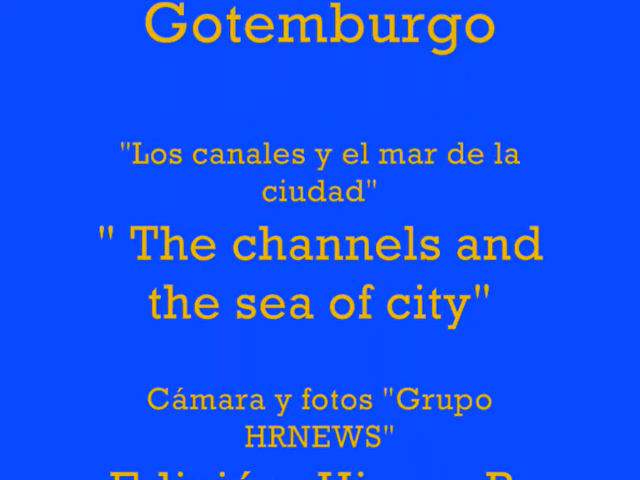 Gotemburgo
"Los canales y el mar de la
ciudad"
" The channels and
the sea of city"
Cámara y fotos "Grupo
HRNEWS"